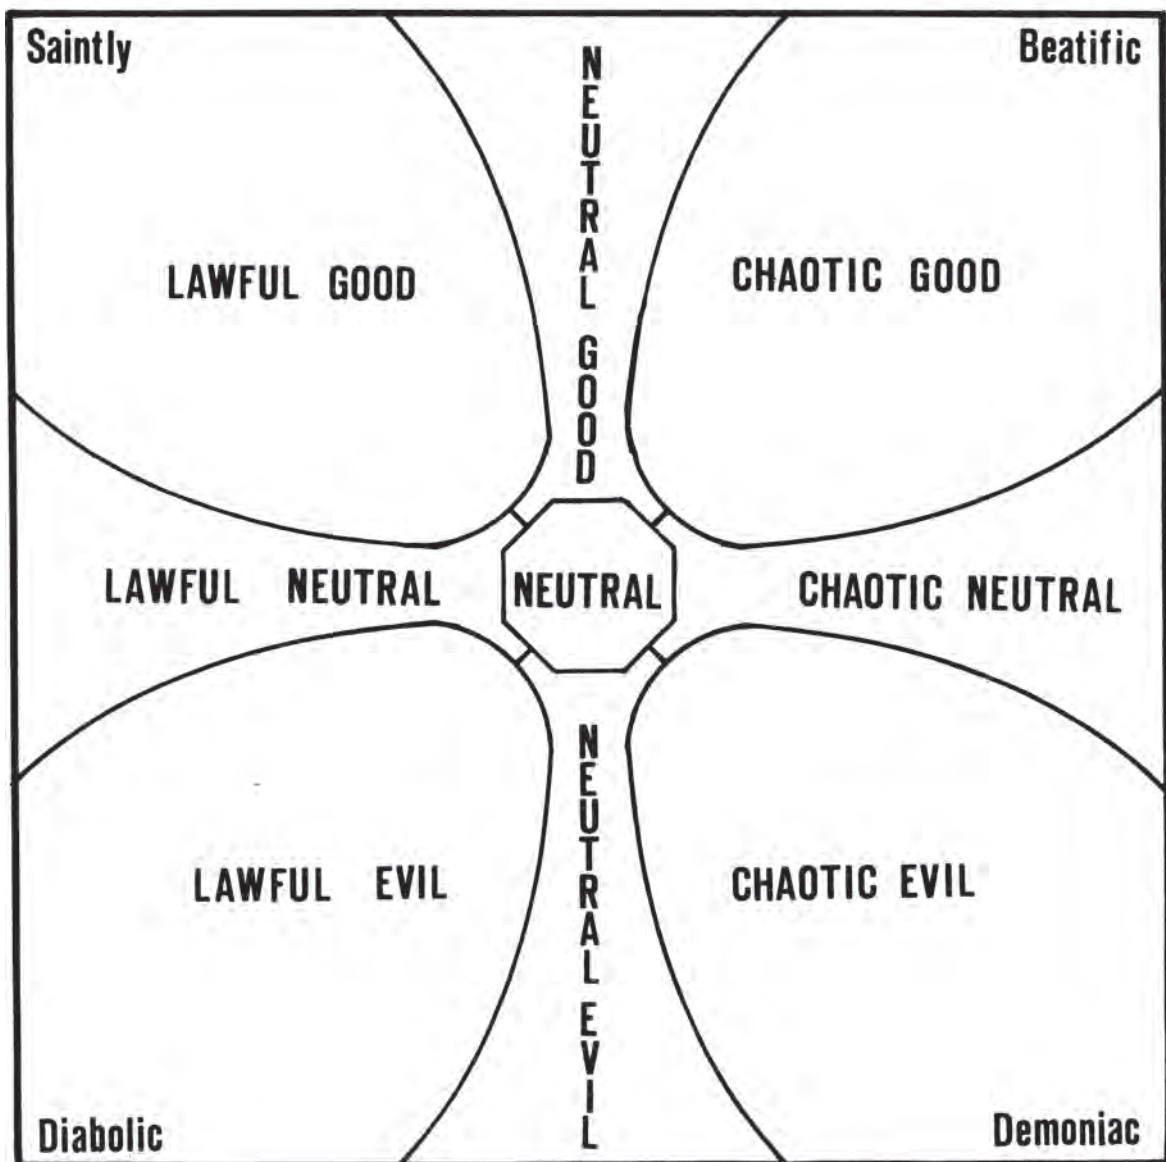 Saintly
Beatific
NEUTRAL GOOD
LAWFUL GOOD
CHAOTIC GOOD
LAWFUL NEUTRAL
NEUTRAL
CHAOTIC NEUTRAL
NEUTRAL EVIL
LAWFUL EVIL
CHAOTIC EVIL
Diabolic
Demoniac